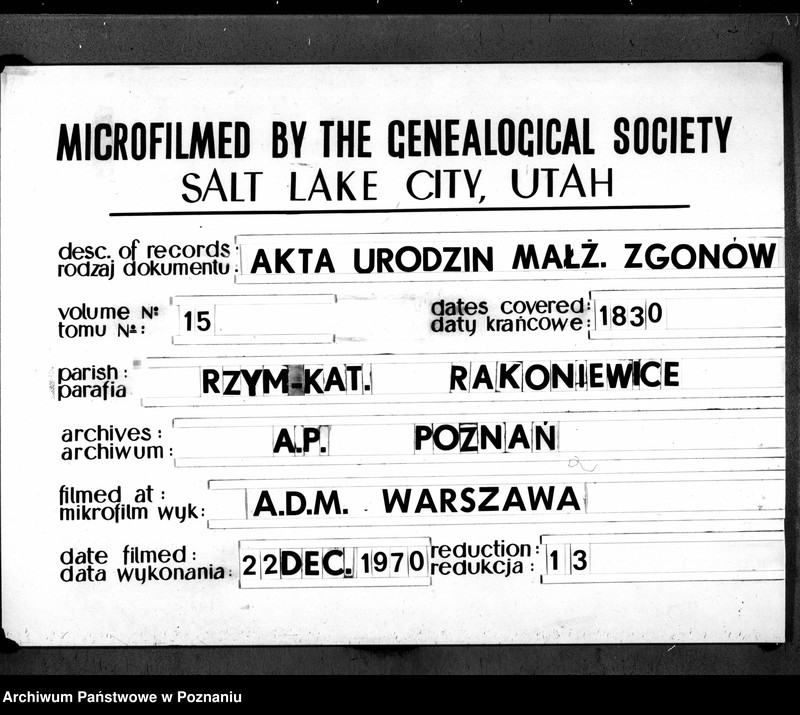 MICROFILMED BY THE GENEALOGICAL SOCIETY
SALT LAKE CITY, UTAH
desc. of records:
rodzaj dokumentu: AKTA URODZIN MAŁŻ. ZGONÓW
volume Nº
tomu Nº: 15
dates covered:
daty krańcowe: 1830
parish:
parafia RZYM-KAT. RAKONIEWICE
archives:
archiwum: A.P. POZNAŃ
filmed at:
mikrofilm wyk: A.D.M. WARSZAWA
date filmed:
data wykonania: 22 DEC. 1970
reduction:
redukcja: 13
Archiwum Państwowe w Poznaniu